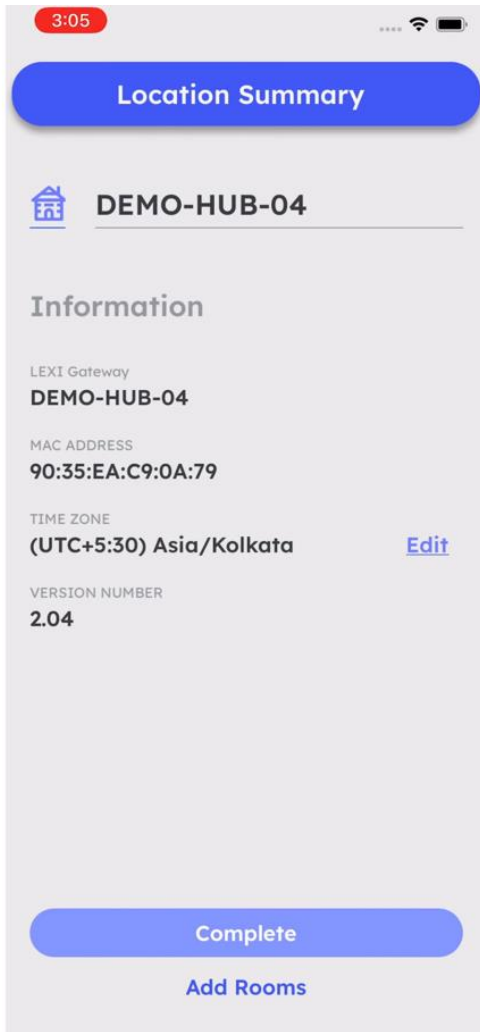 3:05
Location Summary
DEMO-HUB-04
Information
LEXI Gateway
DEMO-HUB-04
MAC ADDRESS
90:35:EA:C9:0A:79
TIME ZONE
(UTC+5:30) Asia/Kolkata Edit
VERSION NUMBER
2.04
Complete
Add Rooms